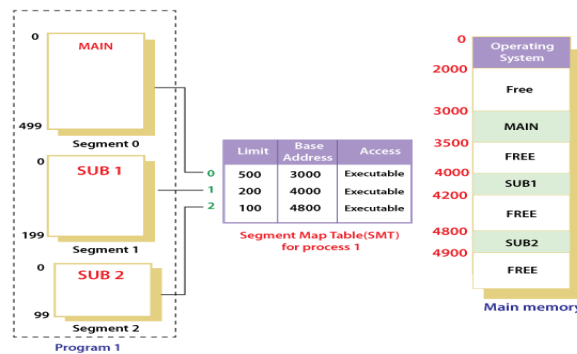 0
MAIN
499
Segment 0
0
SUB 1
199
Segment 1
0
SUB 2
99
Segment 2
Program 1
Limit Base Address Access
0 500 3000 Executable
1 200 4000 Executable
2 100 4800 Executable
Segment Map Table(SMT)
for process 1
0
Operating
System
2000
Free
3000
MAIN
3500
FREE
4000
SUB1
4200
FREE
4800
SUB2
4900
FREE
Main memory